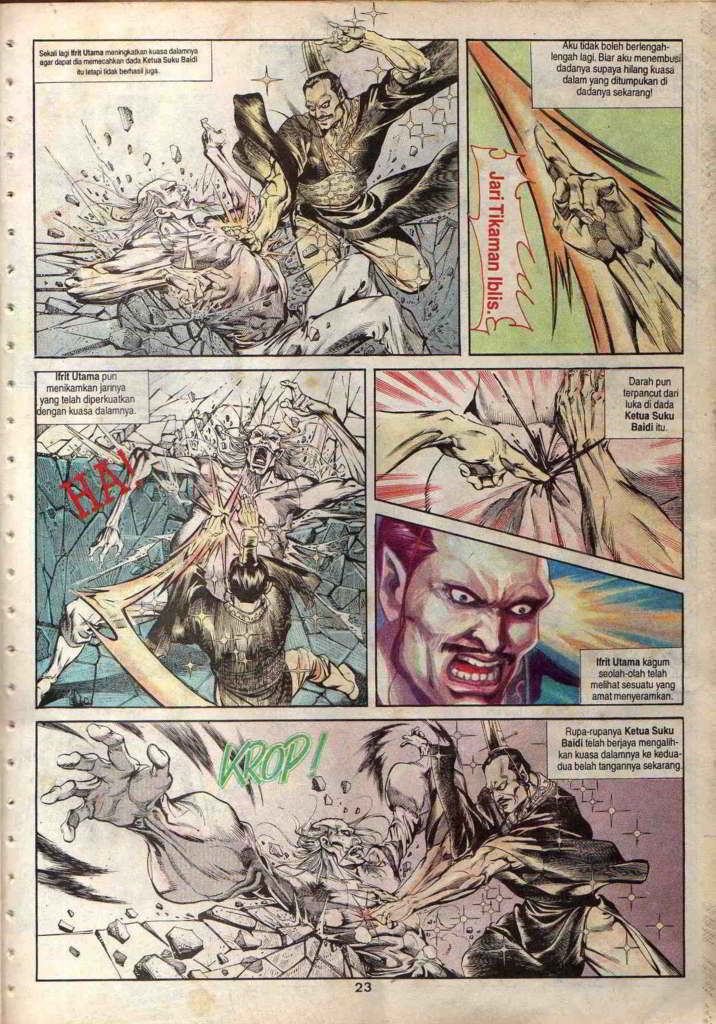 Sekali lagi Ifrit Utama meningkatkan kuasa dalamnya
agar dapat dia memecahkan dada Ketua Suku Baidi
itu tetapi tidak berhasil juga.
Aku tidak boleh berlengah-
lengah lagi. Biar aku menembusi
dadanya supaya hilang kuasa
dalam yang ditumpukan di
dadanya sekarang!
Jari Tikaman Iblis.
Ifrit Utama pun
menikamkan jarinya
yang telah diperkuatkan
dengan kuasa dalamnya.
HA!
Darah pun
terpancut dari
luka di dada
Ketua Suku
Baidi itu.
Ifrit Utama kagum
seolah-olah telah
melihat sesuatu yang
amat menyeramkan.
KROP!
Rupa-rupanya Ketua Suku
Baidi telah berjaya mengalih-
kan kuasa dalamnya ke kedua-
dua belah tangannya sekarang.
23